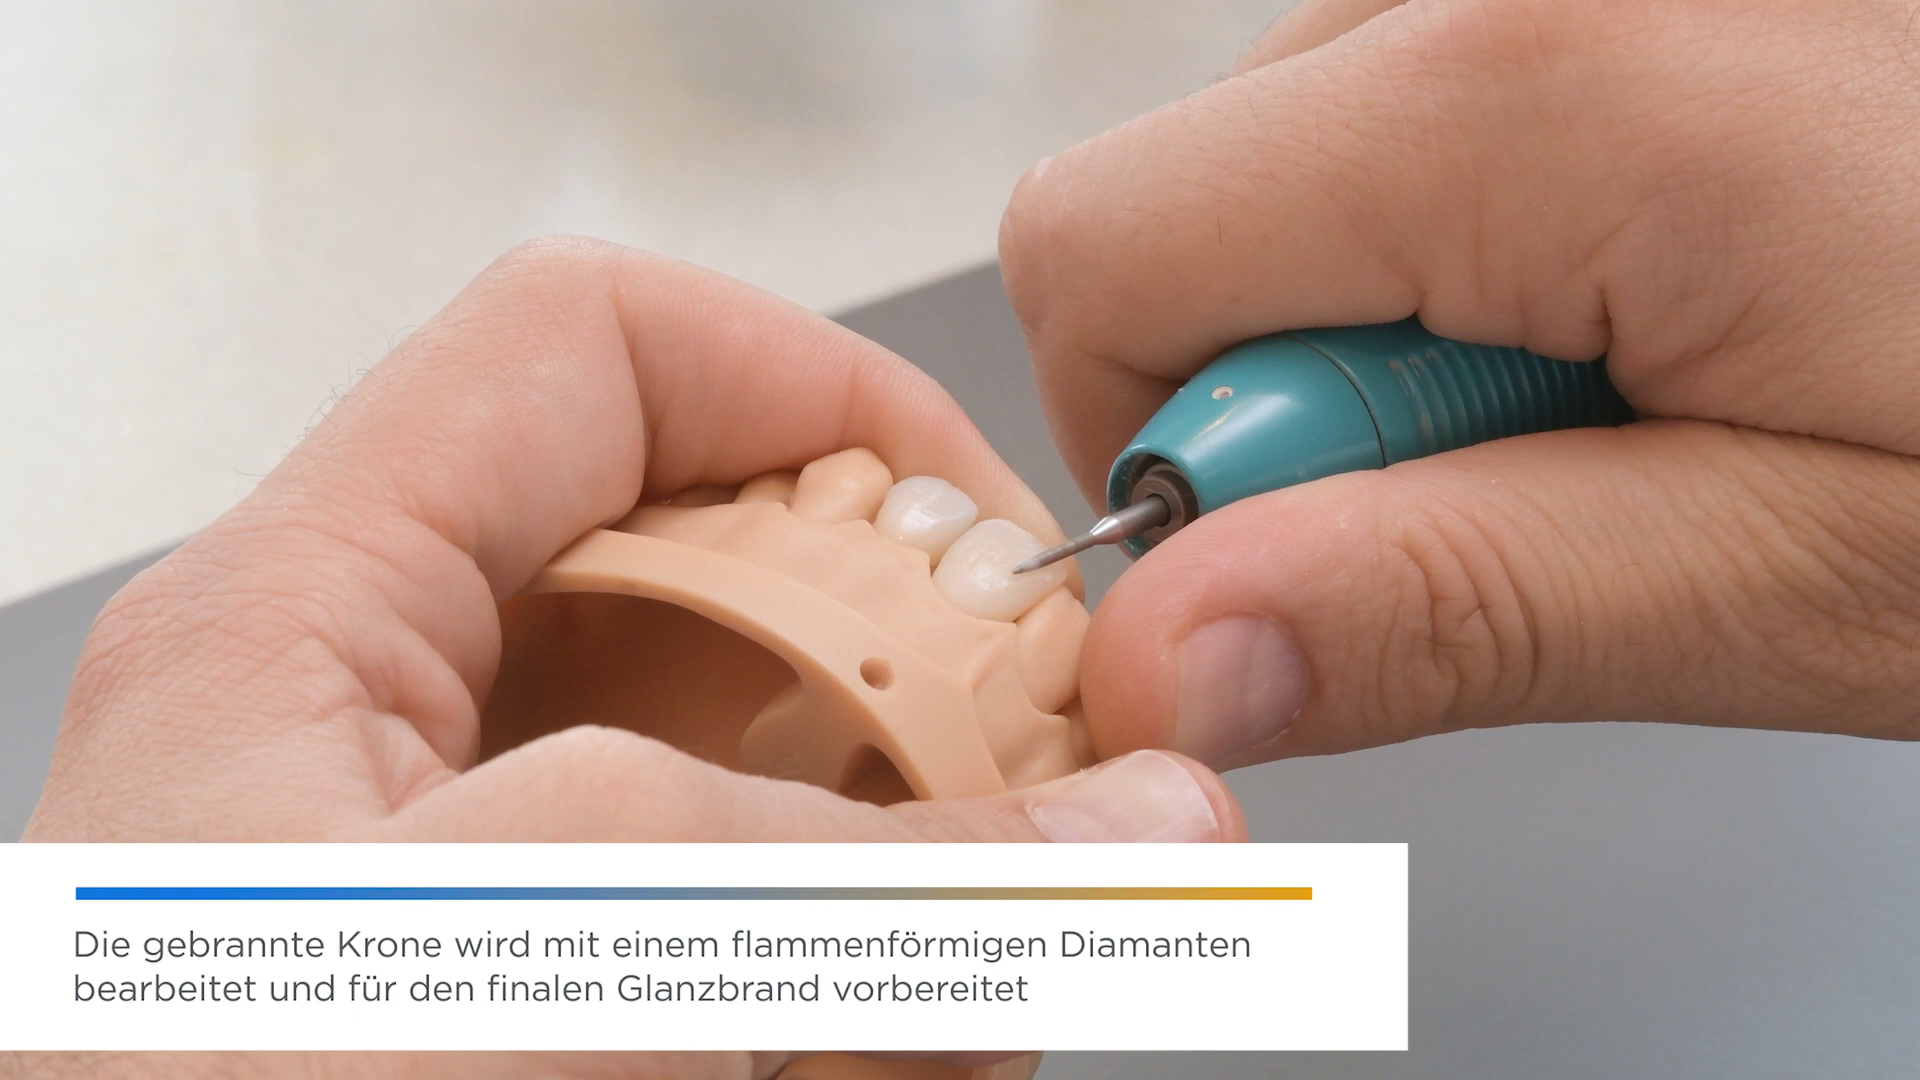 Die gebrannte Krone wird mit einem flammenförmigen Diamanten
bearbeitet und für den finalen Glanzbrand vorbereitet